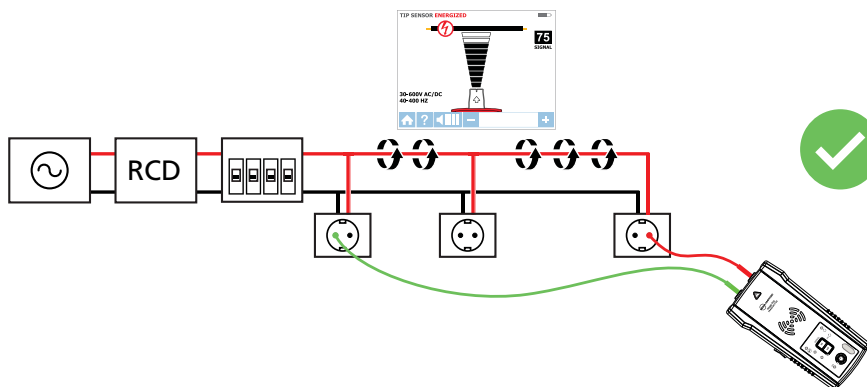 TIP SENSOR ENERGIZED
75
SIGNAL
30-600V AC/DC
40-400 HZ
? - +
RCD